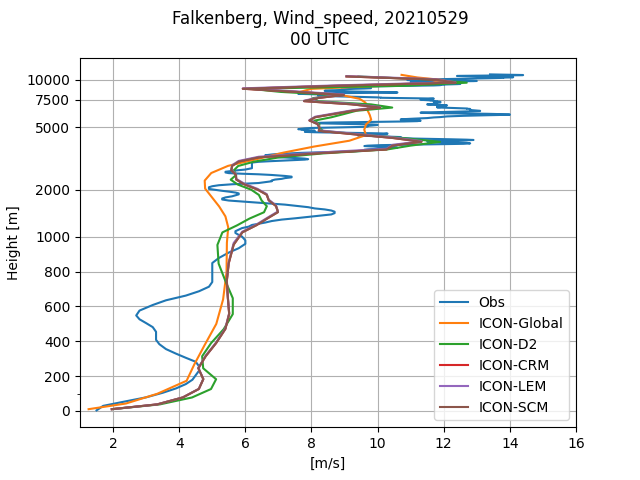 Falkenberg, Wind_speed, 20210529
00 UTC
10000
7500
5000
2000
1000
800
600
400
200
0
Height [m]
2 4 6 8 10 12 14 16
[m/s]
Obs
ICON-Global
ICON-D2
ICON-CRM
ICON-LEM
ICON-SCM